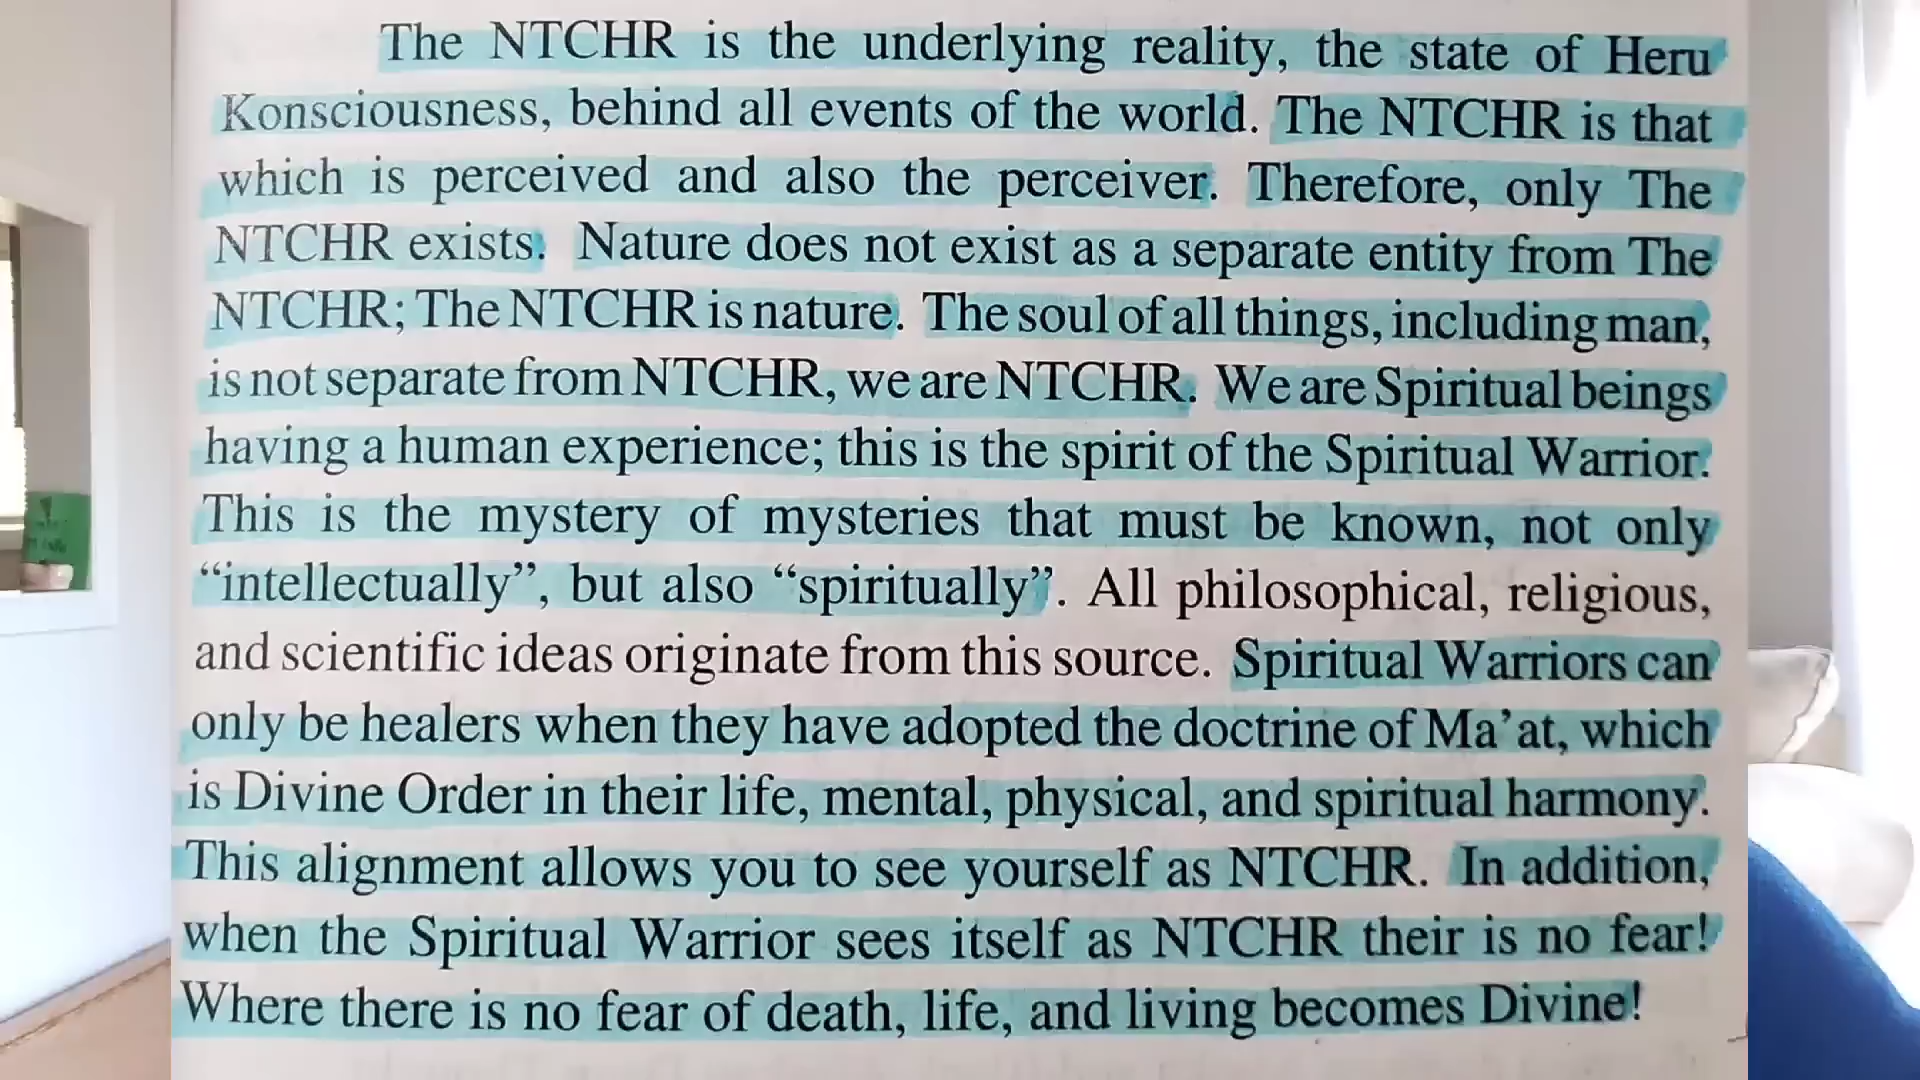 The NTCHR is the underlying reality, the state of Heru
Konsciousness, behind all events of the world. The NTCHR is that
which is perceived and also the perceiver. Therefore, only The
NTCHR exists. Nature does not exist as a separate entity from The
NTCHR; The NTCHR is nature. The soul of all things, including man,
is not separate from NTCHR, we are NTCHR. We are Spiritual beings
having a human experience; this is the spirit of the Spiritual Warrior.
This is the mystery of mysteries that must be known, not only
“intellectually”, but also “spiritually”. All philosophical, religious,
and scientific ideas originate from this source. Spiritual Warriors can
only be healers when they have adopted the doctrine of Ma’at, which
is Divine Order in their life, mental, physical, and spiritual harmony.
This alignment allows you to see yourself as NTCHR. In addition,
when the Spiritual Warrior sees itself as NTCHR their is no fear!
Where there is no fear of death, life, and living becomes Divine!